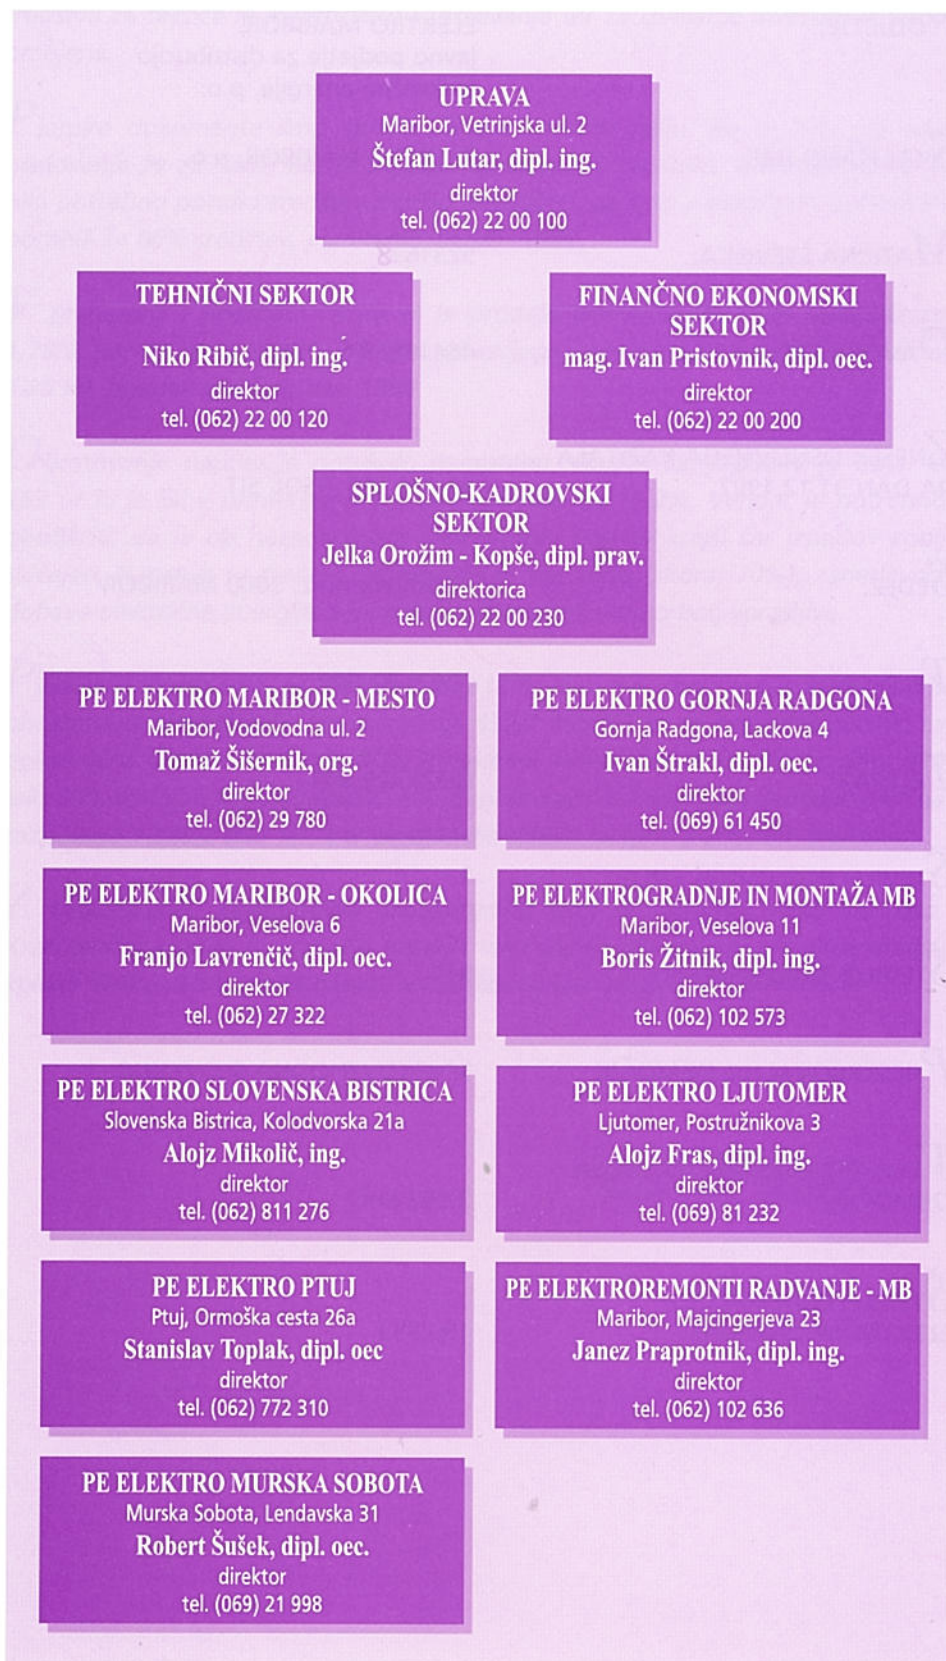 UPRAVA
Maribor, Vetrinjska ul. 2
Štefan Lutar, dipl. ing.
direktor
tel. (062) 22 00 100
TEHNIČNI SEKTOR
Niko Ribič, dipl. ing.
direktor
tel. (062) 22 00 120
FINANČNO EKONOMSKI
SEKTOR
mag. Ivan Pristovnik, dipl. oec.
direktor
tel. (062) 22 00 200
SPLOŠNO-KADROVSKI
SEKTOR
Jelka Orožim - Kopše, dipl. prav.
direktorica
tel. (062) 22 00 230
PE ELEKTRO MARIBOR - MESTO
Maribor, Vodovodna ul. 2
Tomaž Šišernik, org.
direktor
tel. (062) 29 780
PE ELEKTRO GORNJA RADGONA
Gornja Radgona, Lackova 4
Ivan Štrakl, dipl. oec.
direktor
tel. (069) 61 450
PE ELEKTRO MARIBOR - OKOLICA
Maribor, Veselova 6
Franjo Lavrenčič, dipl. oec.
direktor
tel. (062) 27 322
PE ELEKTROGRADNJE IN MONTAŽA MB
Maribor, Veselova 11
Boris Žitnik, dipl. ing.
direktor
tel. (062) 102 573
PE ELEKTRO SLOVENSKA BISTRICA
Slovenska Bistrica, Kolodvorska 21a
Alojz Mikolič, ing.
direktor
tel. (062) 811 276
PE ELEKTRO LJUTOMER
Ljutomer, Postružnikova 3
Alojz Fras, dipl. ing.
direktor
tel. (069) 81 232
PE ELEKTRO PTUJ
Ptuj, Ormoška cesta 26a
Stanislav Toplak, dipl. oec
direktor
tel. (062) 772 310
PE ELEKTROREMONTI RADVANJE - MB
Maribor, Majcingerjeva 23
Janez Praprotnik, dipl. ing.
direktor
tel. (062) 102 636
PE ELEKTRO MURSKA SOBOTA
Murska Sobota, Lendavska 31
Robert Šušek, dipl. oec.
direktor
tel. (069) 21 998